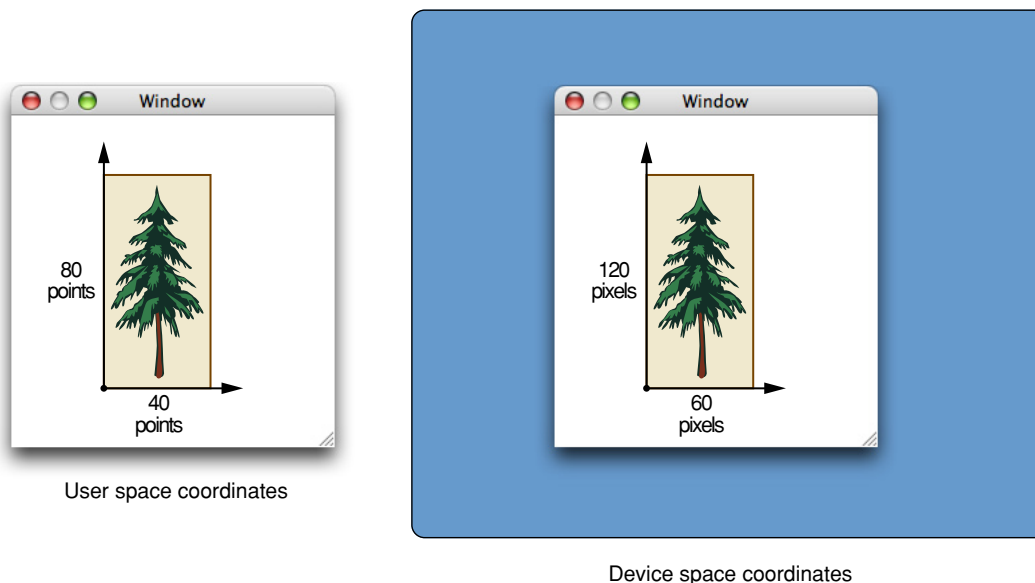 Window
80
points
40
points
User space coordinates
Window
120
pixels
60
pixels
Device space coordinates